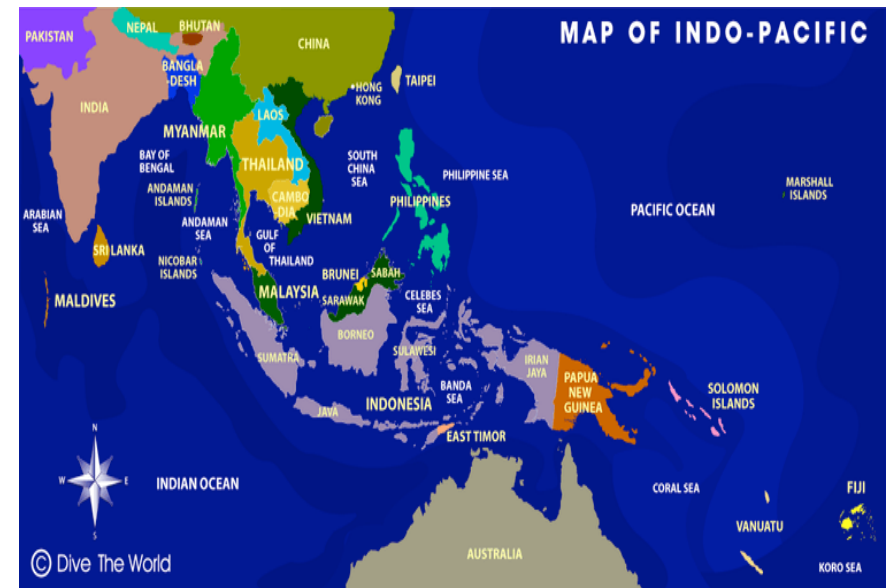 MAP OF INDO-PACIFIC
PAKISTAN
NEPAL
BHUTAN
CHINA
BANGLA
-DESH
INDIA
HONG
KONG
TAIPEI
LAOS
MYANMAR
BAY OF
BENGAL
THAILAND
SOUTH
CHINA
SEA
PHILIPPINE SEA
MARSHALL
ISLANDS
ANDAMAN
ISLANDS
CAMBO
DIA
VIETNAM
PHILIPPINES
PACIFIC OCEAN
ARABIAN
SEA
ANDAMAN
SEA
GULF
OF
THAILAND
SRI LANKA
NICOBAR
ISLANDS
BRUNEI
SABAH
MALDIVES
MALAYSIA
SARAWAK
CELEBES
SEA
BORNEO
SUMATRA
SULAWESI
IRIAN
JAYA
PAPUA
NEW
GUINEA
BANDA
SEA
SOLOMON
ISLANDS
JAVA
INDONESIA
EAST TIMOR
N
W
E
S
INDIAN OCEAN
CORAL SEA
FIJI
VANUATU
AUSTRALIA
KORO SEA
© Dive The World